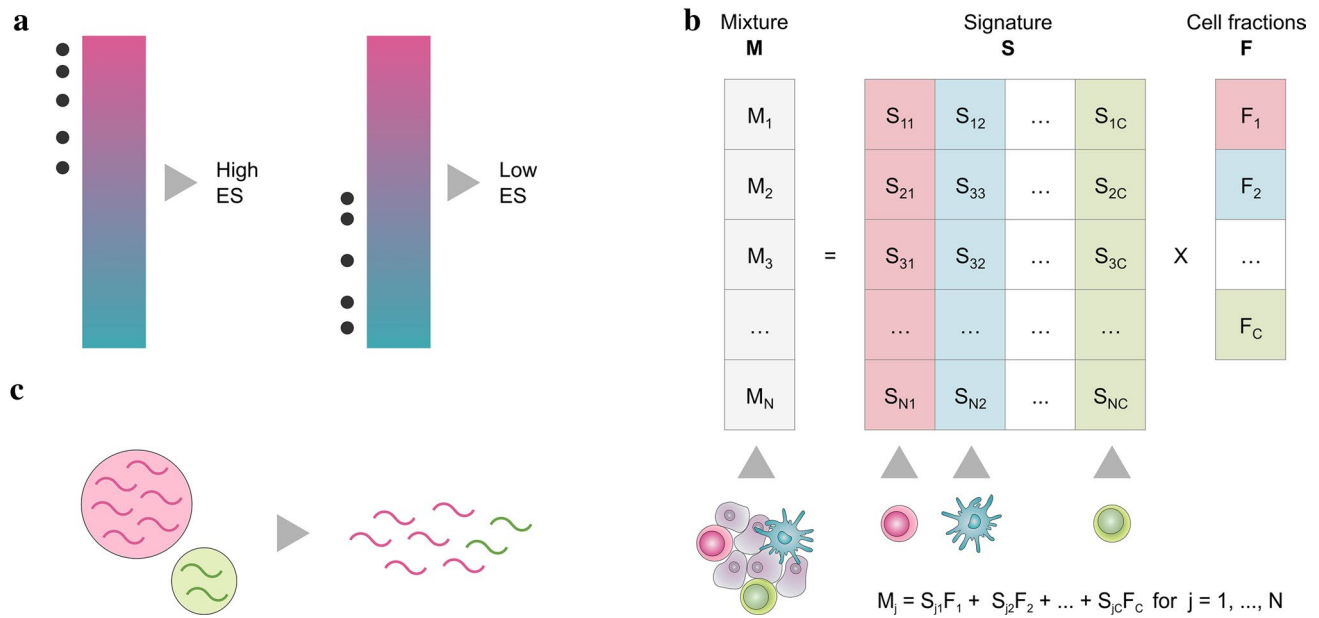 a
High
ES
Low
ES
b
Mixture Signature Cell fractions
M S F
M1 S11 S12 ... S1C F1
M2 S21 S33 ... S2C F2
M3 = S31 S32 ... S3C X ...
... ... ... ... ... FC
MN SN1 SN2 ... SNC
Mj = Sj1F1 + Sj2F2 + ... + SjCFC for j = 1, ..., N
c